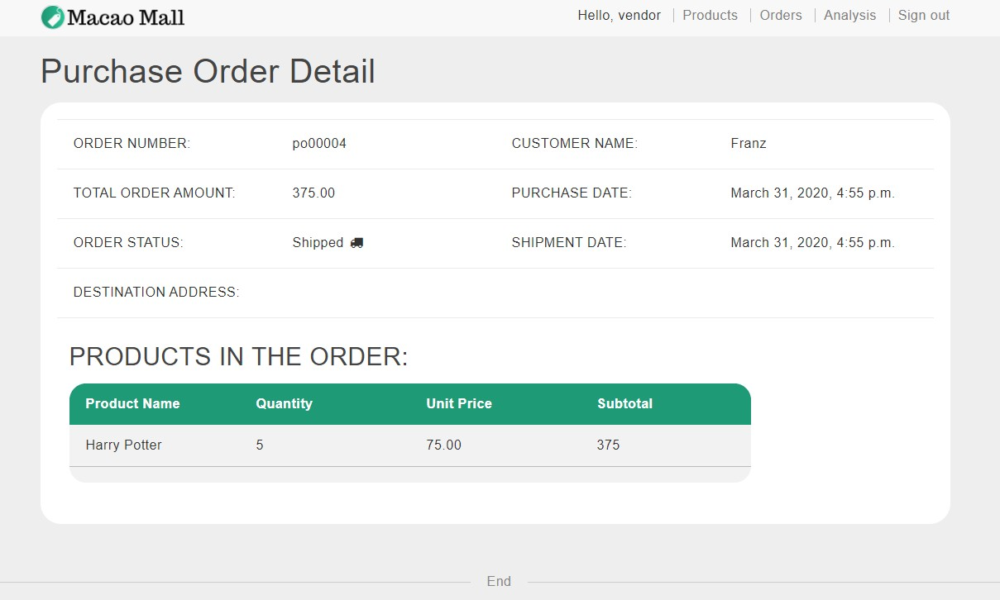 Macao Mall
Hello, vendor Products Orders Analysis Sign out
Purchase Order Detail
ORDER NUMBER: po00004 CUSTOMER NAME: Franz
TOTAL ORDER AMOUNT: 375.00 PURCHASE DATE: March 31, 2020, 4:55 p.m.
ORDER STATUS: Shipped SHIPMENT DATE: March 31, 2020, 4:55 p.m.
DESTINATION ADDRESS:
PRODUCTS IN THE ORDER:
Product Name Quantity Unit Price Subtotal
Harry Potter 5 75.00 375
End